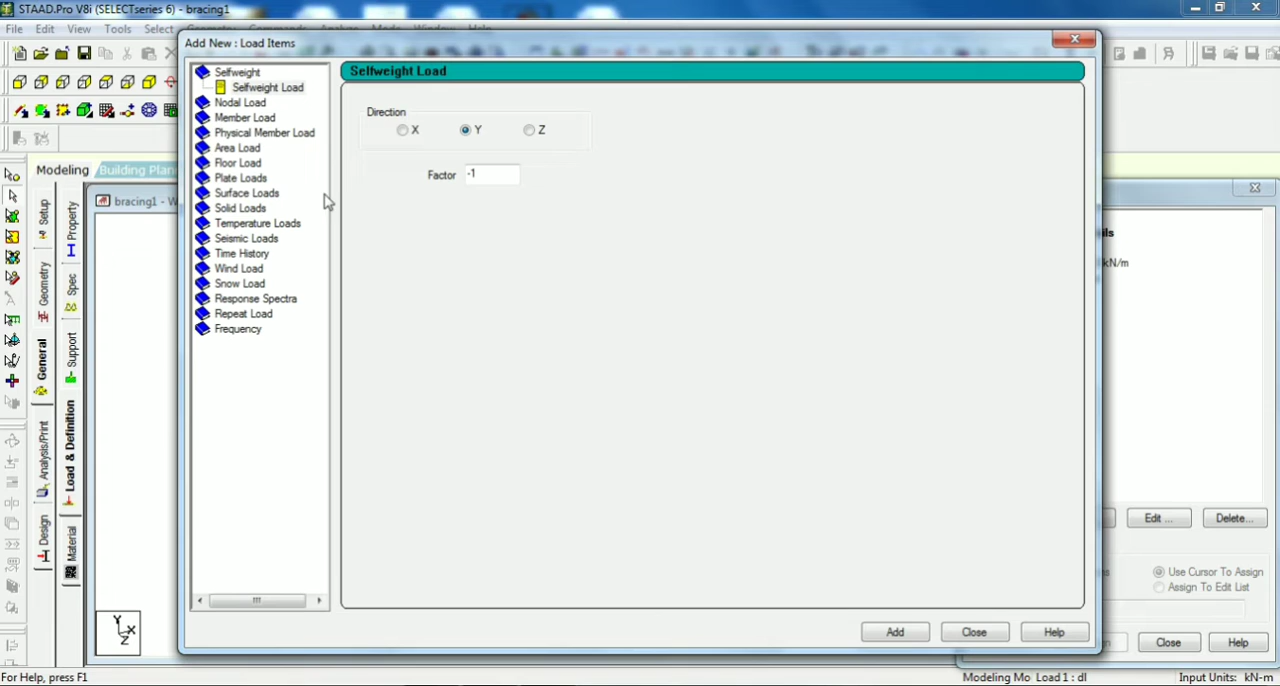 STAAD.Pro V8i (SELECTseries 6) - bracing1
File Edit View Tools Select
Add New : Load Items
Selfweight
Selfweight Load
Nodal Load
Member Load
Physical Member Load
Area Load
Floor Load
Plate Loads
Surface Loads
Solid Loads
Temperature Loads
Seismic Loads
Time History
Wind Load
Snow Load
Response Spectra
Repeat Load
Frequency
Selfweight Load
Direction
X Y Z
Factor -1
Add Close Help
Modeling Building Plan
bracing1 - W
Setup
Geometry
General
Analysis/Print
Design
Property
Spec
Support
Load & Definition
Material
Y
X
Z
ils
kN/m
Edit ... Delete...
Use Cursor To Assign
Assign To Edit List
Close Help
For Help, press F1
Modeling Mo Load 1 : dl Input Units: kN-m